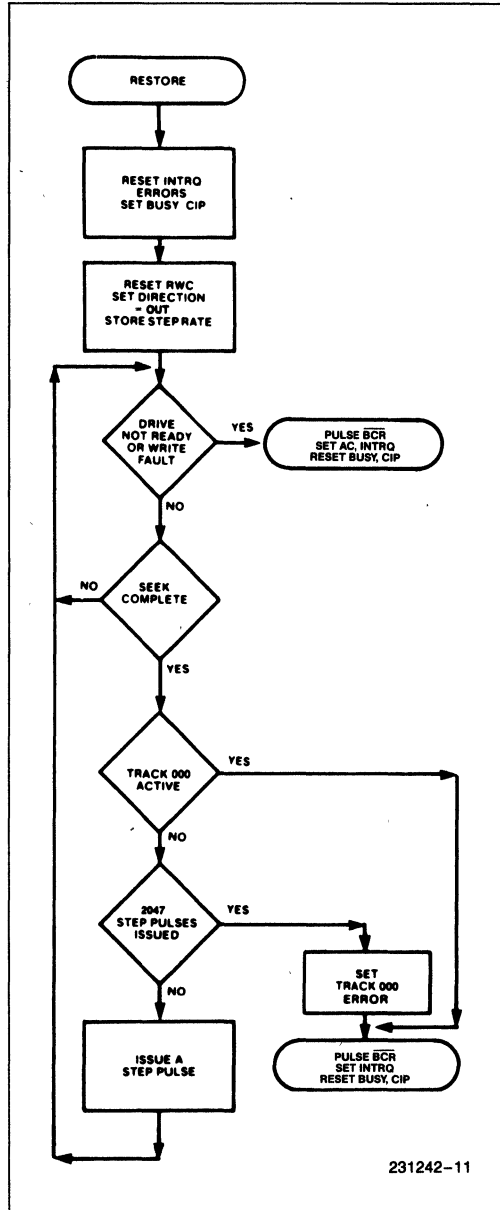 RESTORE
RESET INTRQ
ERRORS
SET BUSY CIP
RESET RWC
SET DIRECTION
= OUT
STORE STEP RATE
DRIVE
NOT READY
OR WRITE
FAULT
YES
PULSE B̅C̅R̅
SET AC, INTRQ
RESET BUSY, CIP
NO
SEEK
COMPLETE
NO
YES
TRACK 000
ACTIVE
YES
NO
2047
STEP PULSES
ISSUED
YES
SET
TRACK 000
ERROR
NO
ISSUE A
STEP PULSE
PULSE B̅C̅R̅
SET INTRQ
RESET BUSY, CIP
231242–11